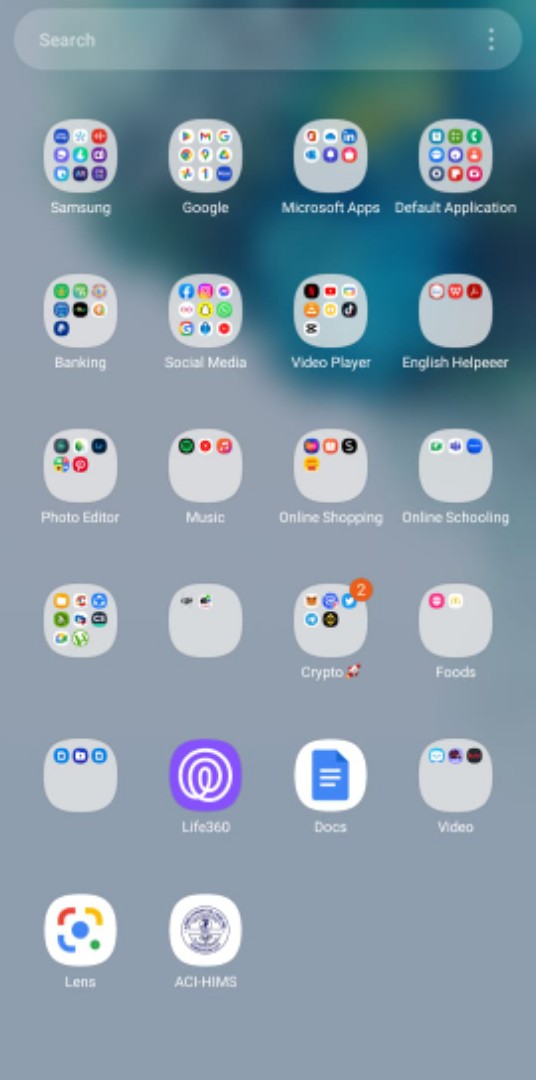 Search
Samsung
Google
Microsoft Apps
Default Application
Banking
Social Media
Video Player
English Helpeeer
Photo Editor
Music
Online Shopping
Online Schooling
2
Crypto 🚀
Foods
Life360
Docs
Video
Lens
ACI-HIMS